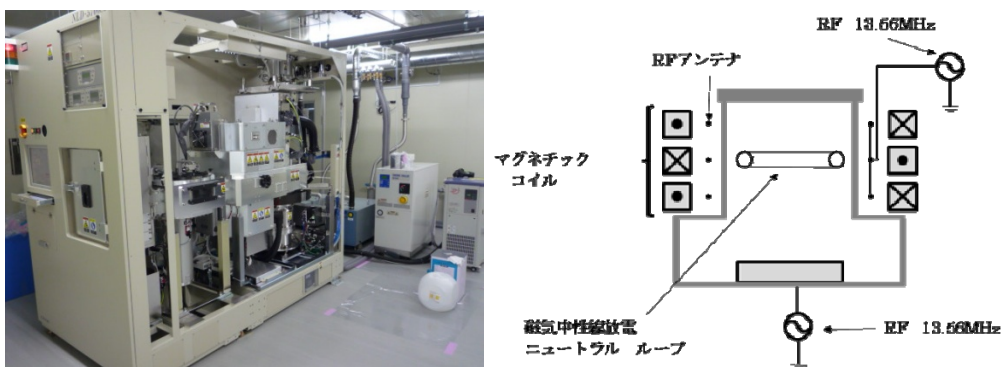 RF 13.56MHz
RFアンテナ
マグネチック
コイル
磁気中性線放電
ニュートラル ループ
RF 13.56MHz